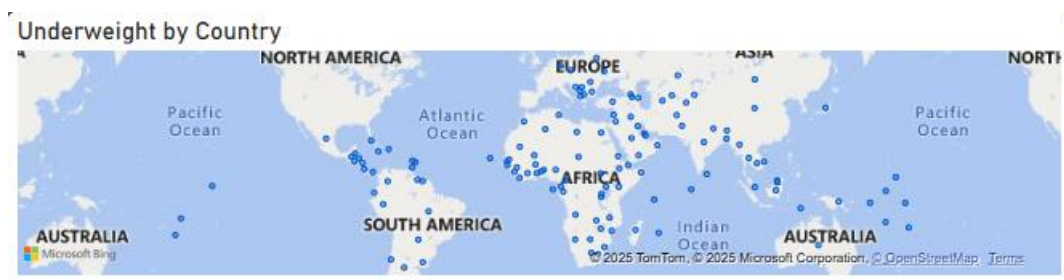 Underweight by Country
NORTH AMERICA
EUROPE
ASIA
NORTH
Pacific
Ocean
Atlantic
Ocean
Pacific
Ocean
AFRICA
SOUTH AMERICA
AUSTRALIA
Indian
Ocean
AUSTRALIA
Microsoft Bing
© 2025 TomTom, © 2025 Microsoft Corporation, © OpenStreetMap Terms